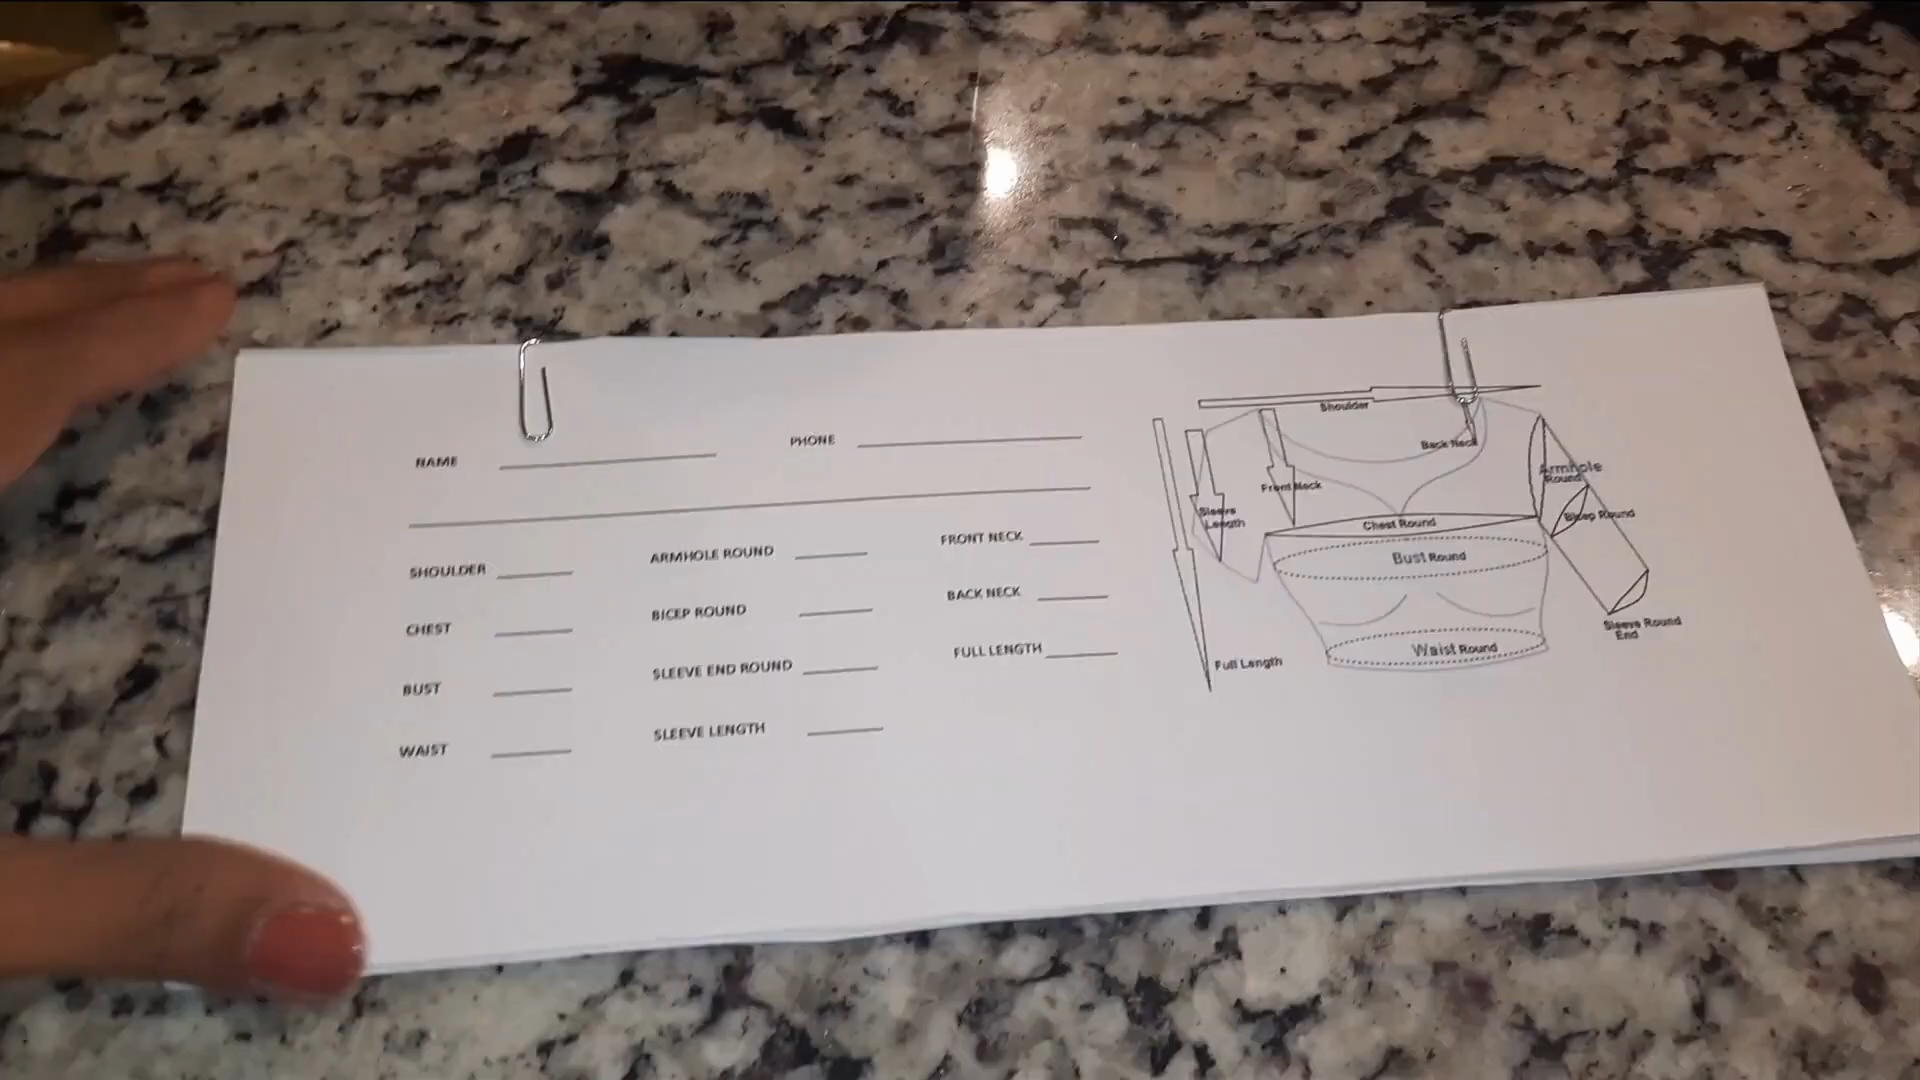 NAME
PHONE
SHOULDER
ARMHOLE ROUND
FRONT NECK
CHEST
BICEP ROUND
BACK NECK
BUST
SLEEVE END ROUND
FULL LENGTH
WAIST
SLEEVE LENGTH
Shoulder
Back Neck
Front Neck
Armhole
Round
Sleeve
Length
Chest Round
Bicep Round
Bust Round
Sleeve Round
End
Waist Round
Full Length